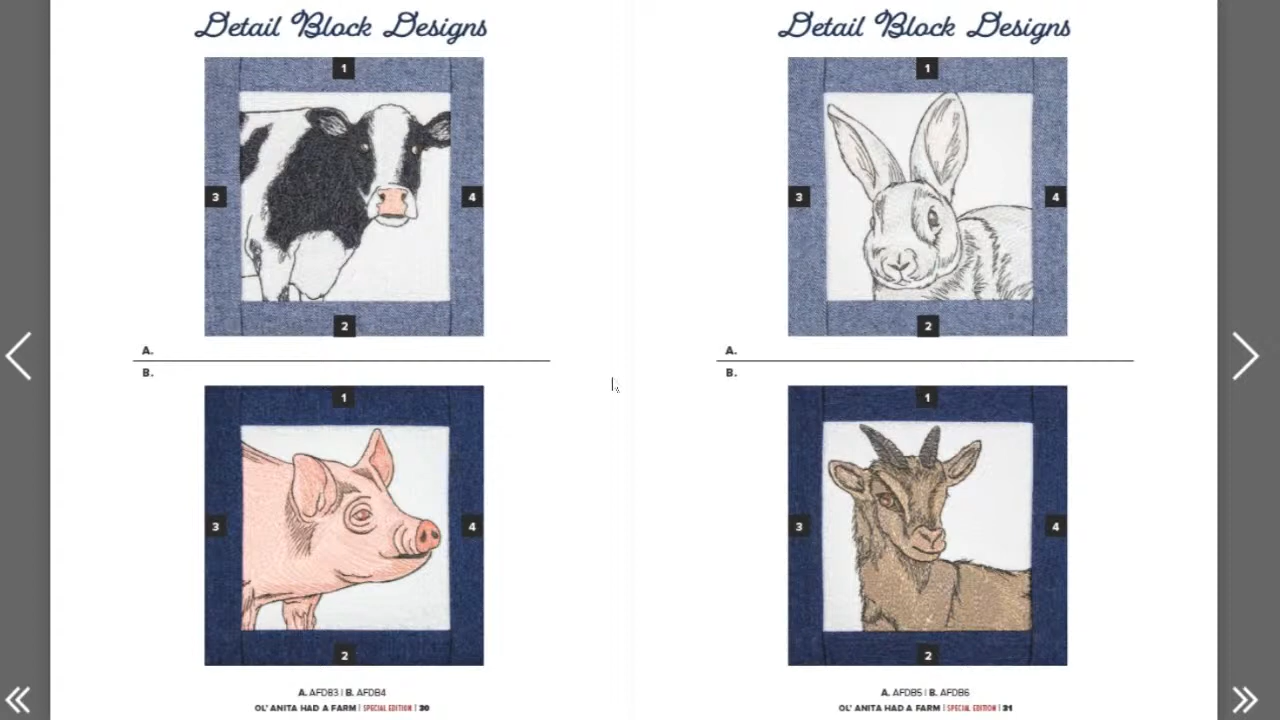 Detail Block Designs
1
3
4
2
A.
B.
1
3
4
2
A. AFDB3 | B. AFDB4
OL' ANITA HAD A FARM | SPECIAL EDITION | 30
Detail Block Designs
1
3
4
2
A.
B.
1
3
4
2
A. AFDB5 | B. AFDB6
OL' ANITA HAD A FARM | SPECIAL EDITION | 31